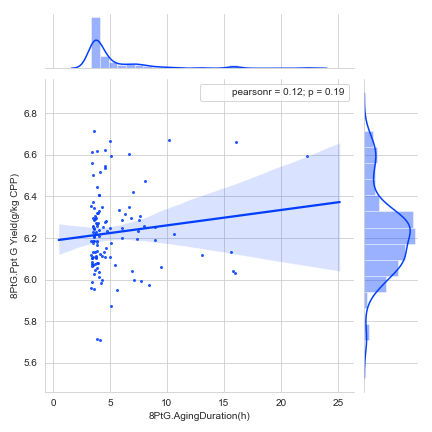 pearsonr = 0.12; p = 0.19
6.8
6.6
6.4
6.2
6.0
5.8
5.6
8PtG.Ppt G Yield(g/kg CPP)
0 5 10 15 20 25
8PtG.AgingDuration(h)